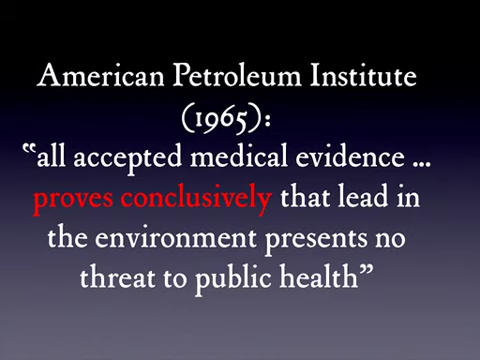 American Petroleum Institute
(1965):
“all accepted medical evidence ...
proves conclusively that lead in
the environment presents no
threat to public health”